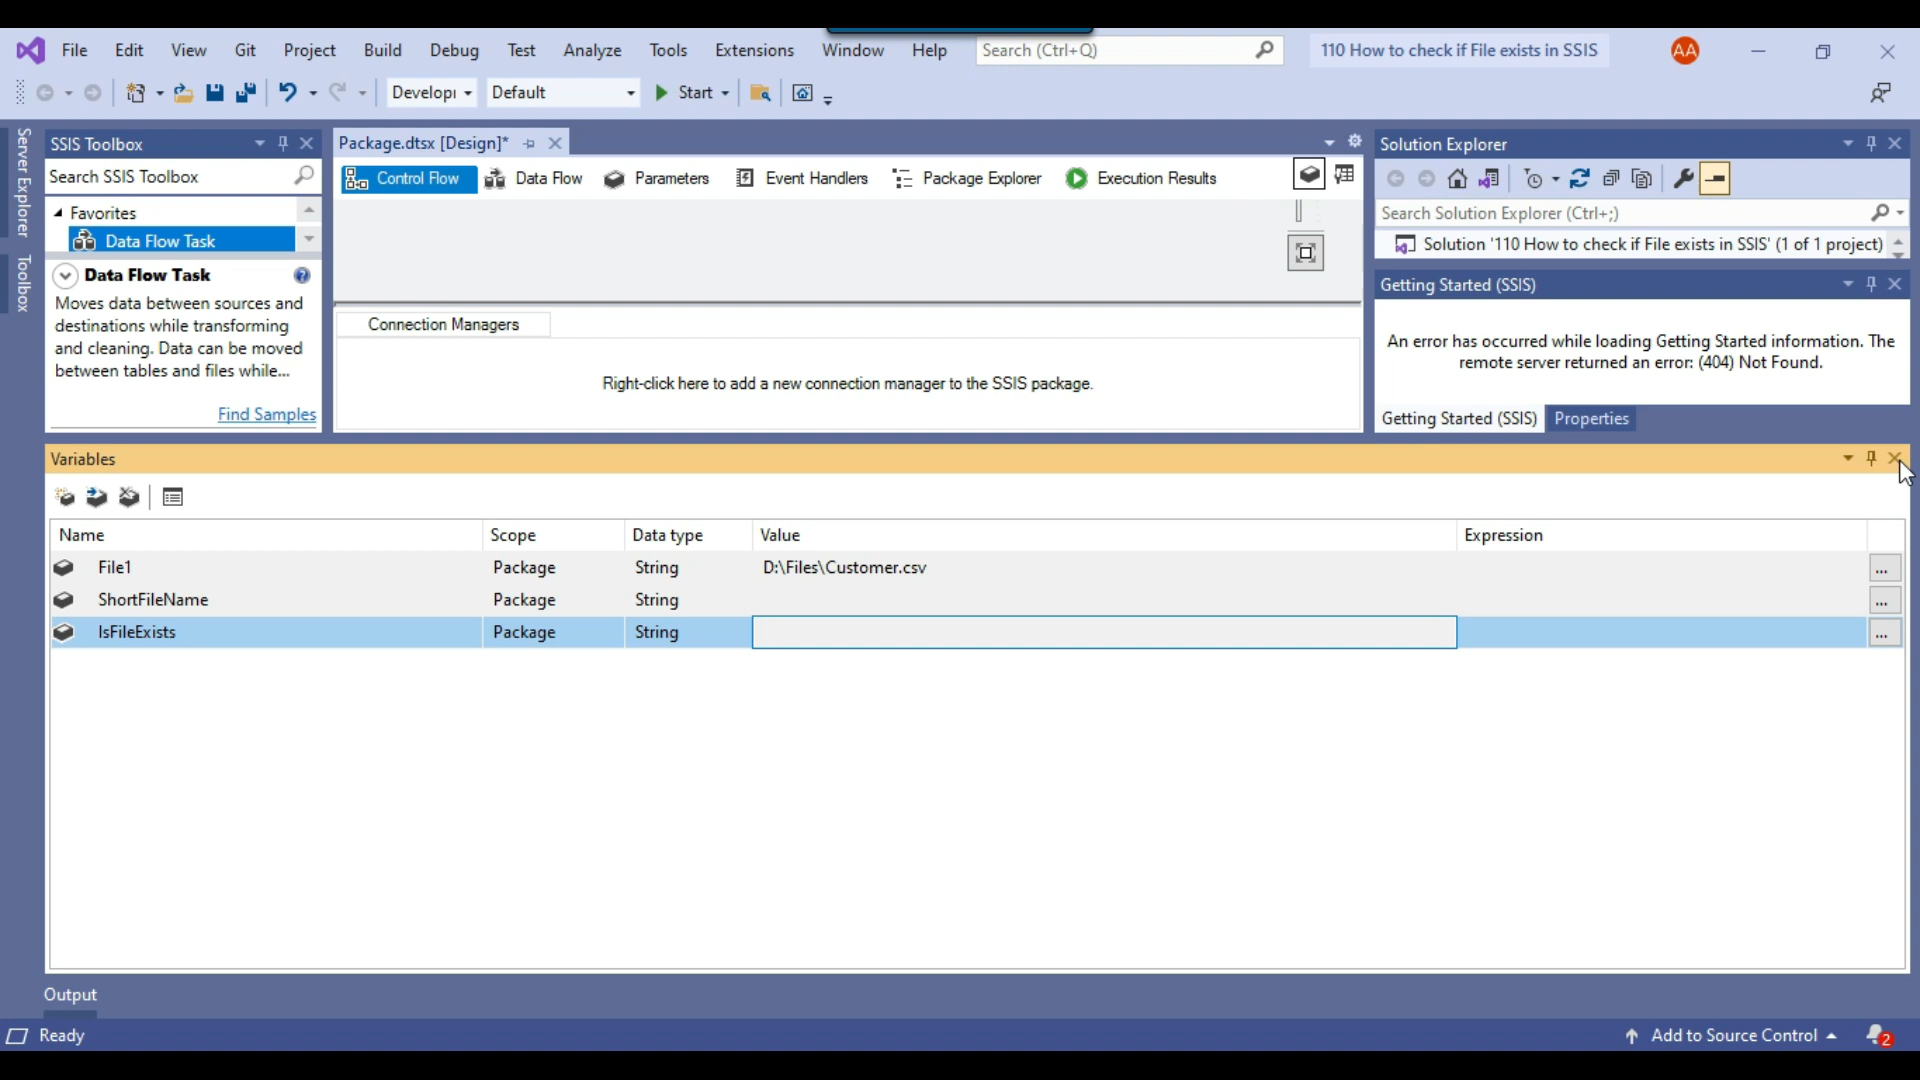 File Edit View Git Project Build Debug Test Analyze Tools Extensions Window Help Search (Ctrl+Q) 110 How to check if File exists in SSIS AA
Developi Default Start
Server Explorer
Toolbox
SSIS Toolbox
Search SSIS Toolbox
Favorites
Data Flow Task
Data Flow Task
Moves data between sources and
destinations while transforming
and cleaning. Data can be moved
between tables and files while...
Find Samples
Package.dtsx [Design]*
Control Flow Data Flow Parameters Event Handlers Package Explorer Execution Results
Connection Managers
Right-click here to add a new connection manager to the SSIS package.
Solution Explorer
Search Solution Explorer (Ctrl+;)
Solution '110 How to check if File exists in SSIS' (1 of 1 project)
Getting Started (SSIS)
An error has occurred while loading Getting Started information. The
remote server returned an error: (404) Not Found.
Getting Started (SSIS) Properties
Variables
Name Scope Data type Value Expression
File1 Package String D:\Files\Customer.csv ...
ShortFileName Package String ...
IsFileExists Package String ...
Output
Ready Add to Source Control 2